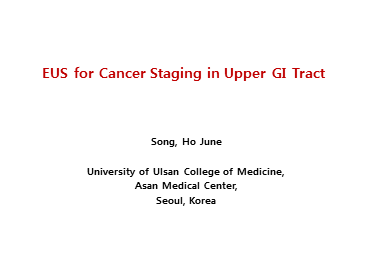 EUS for Cancer Staging in Upper GI Tract
Song, Ho June
University of Ulsan College of Medicine,
Asan Medical Center,
Seoul, Korea